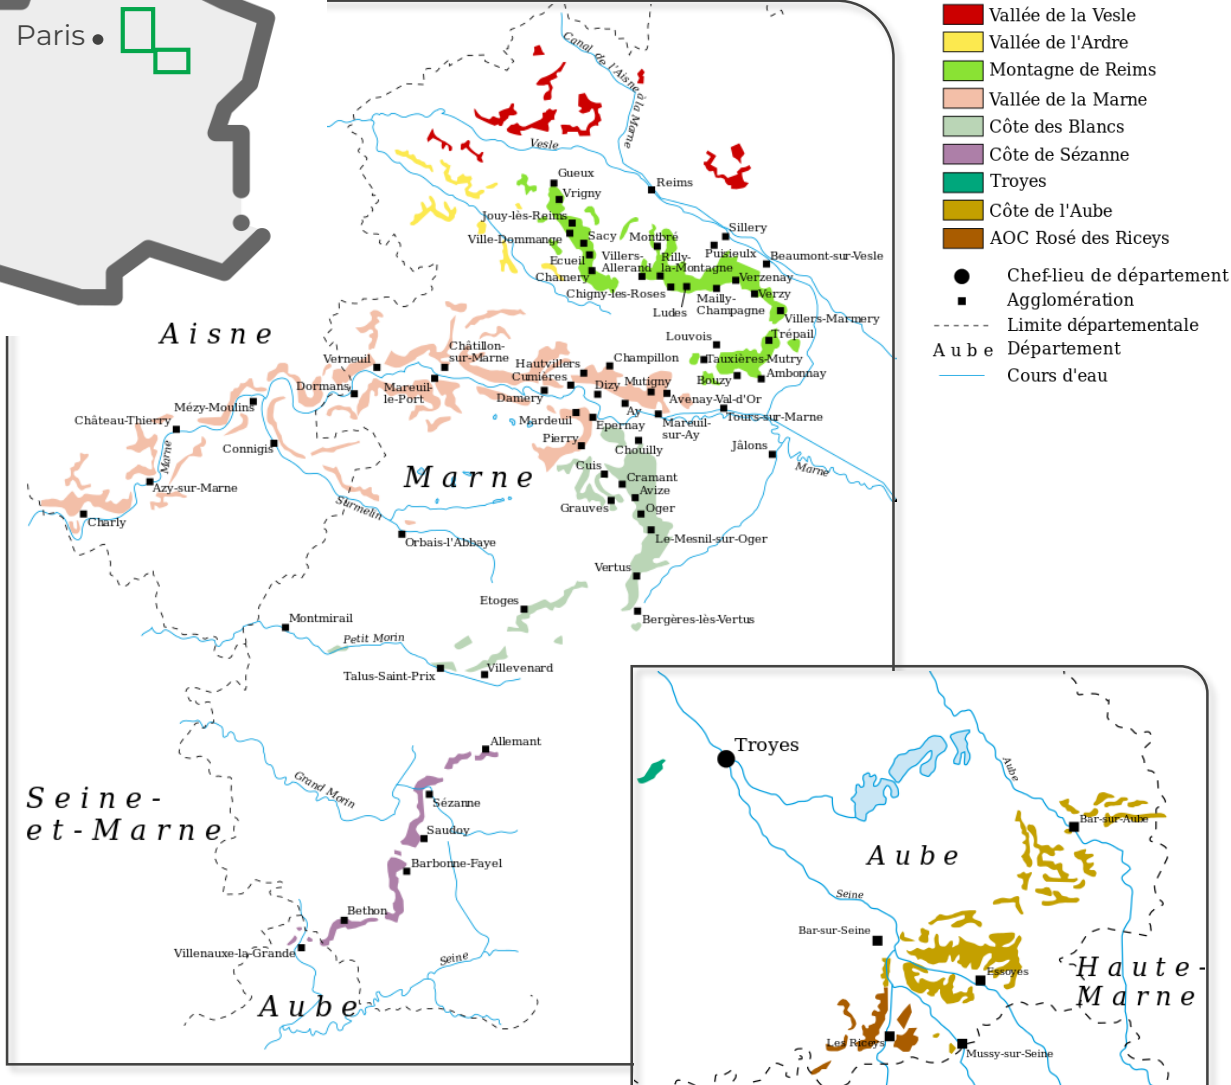 Paris
Vallée de la Vesle
Vallée de l'Ardre
Montagne de Reims
Vallée de la Marne
Côte des Blancs
Côte de Sézanne
Troyes
Côte de l'Aube
AOC Rosé des Riceys
Chef-lieu de département
Agglomération
Limite départementale
Aube Département
Cours d'eau
Canal de l'Aisne à la Marne
Vesle
Gueux
Vrigny
Reims
Jouy-lès-Reims
Ville-Dommange
Sacy
Ecueil
Chamery
Villers-
Allerand
Montbré
Rilly-
la-Montagne
Puisieulx
Sillery
Beaumont-sur-Vesle
Verzenay
Chigny-les-Roses
Ludes
Mailly-
Champagne
Verzy
Villers-Marmery
Trépail
Louvois
Tauxières-Mutry
Bouzy
Ambonnay
Aisne
Verneuil
Châtillon-
sur-Marne
Hautvillers
Cumières
Champillon
Dormans
Mareuil-
le-Port
Damery
Dizy
Mutigny
Avenay-Val-d'Or
Mézy-Moulins
Château-Thierry
Mardeuil
Epernay
Ay
Mareuil-
sur-Ay
Tours-sur-Marne
Connigis
Marne
Pierry
Chouilly
Jâlons
Marne
Marne
Cuis
Cramant
Avize
Azy-sur-Marne
Grauves
Oger
Charly
Surmelin
Orbais-l'Abbaye
Le-Mesnil-sur-Oger
Vertus
Etoges
Bergères-lès-Vertus
Montmirail
Petit Morin
Talus-Saint-Prix
Villevenard
Allemant
Grand Morin
Sézanne
Seine-
et-Marne
Saudoy
Barbonne-Fayel
Bethon
Villenauxe-la-Grande
Seine
Aube
Troyes
Aube
Bar-sur-Aube
Aube
Seine
Bar-sur-Seine
Essoyes
Haute-
Marne
Les Riceys
Mussy-sur-Seine